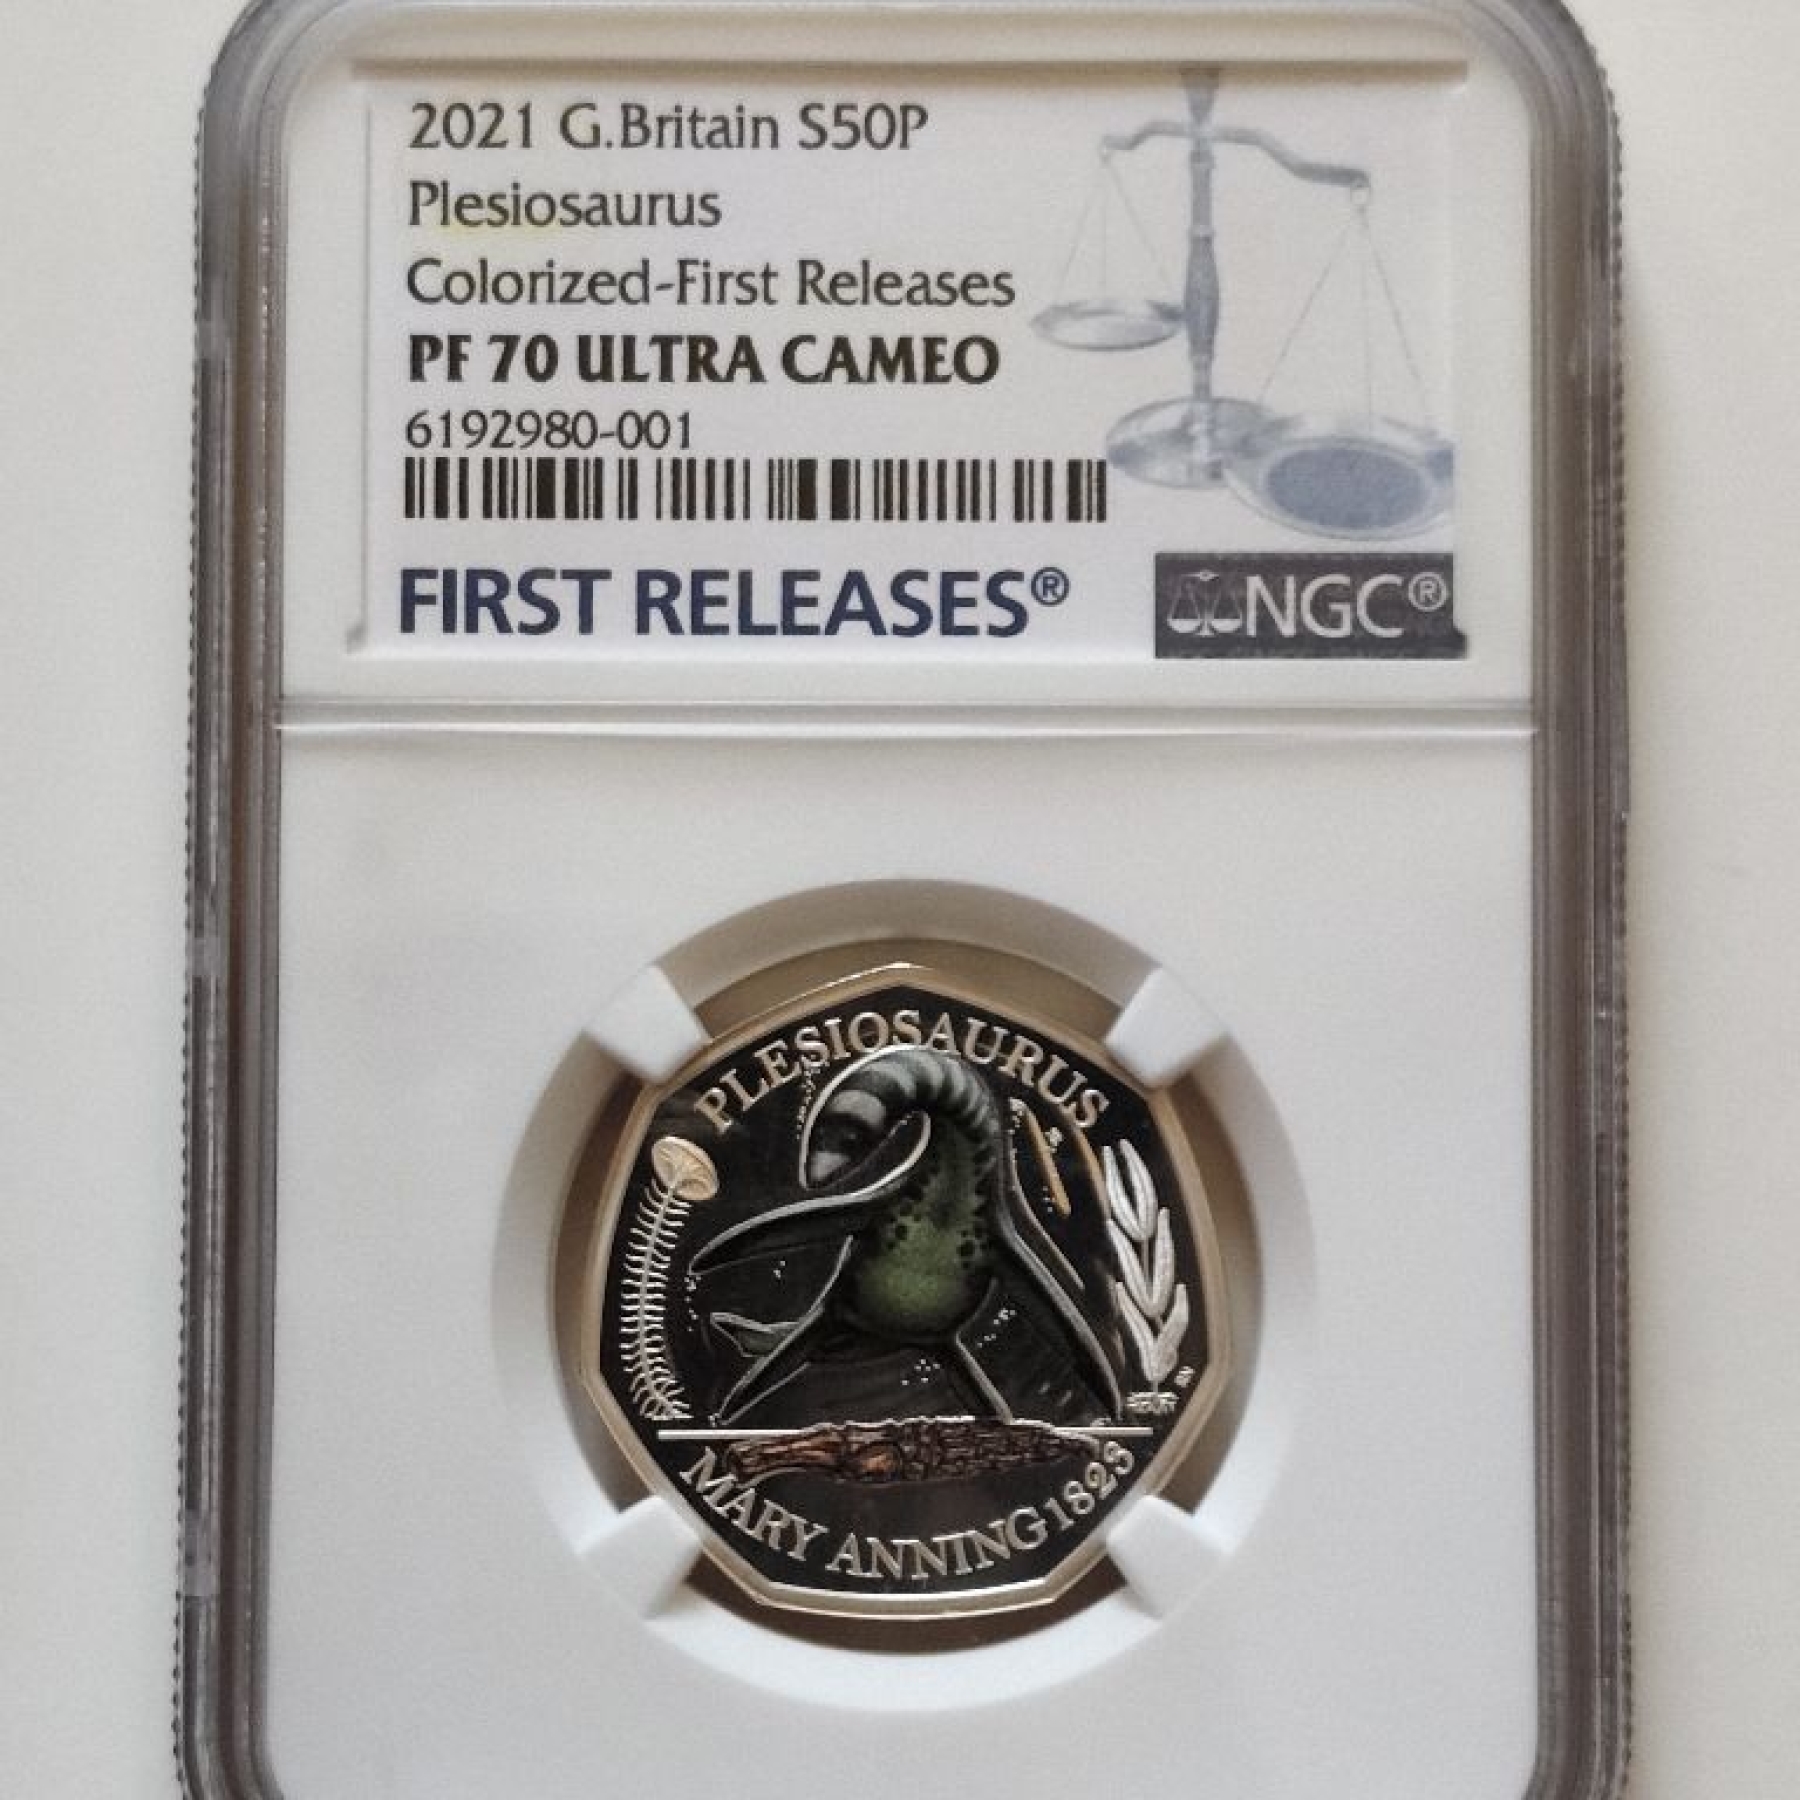 2021 G.Britain S50P
Plesiosaurus
Colorized-First Releases
PF 70 ULTRA CAMEO
6192980-001
FIRST RELEASES®
NGC®
PLESIOSAURUS
MARY ANNING 1823